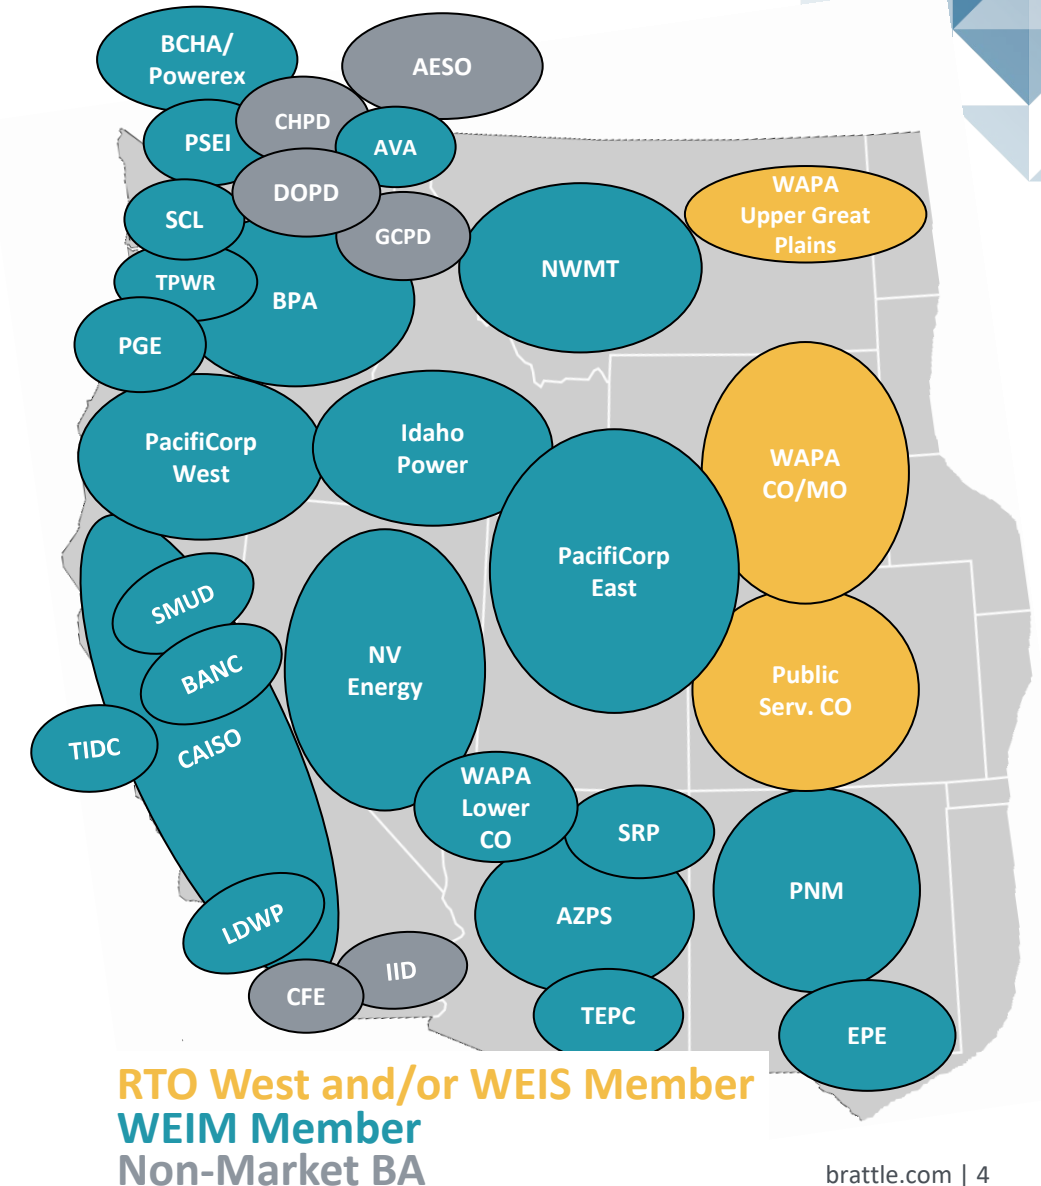 BCHA/
Powerex
AESO
CHPD
PSEI
AVA
DOPD
WAPA
Upper Great
Plains
SCL
GCPD
NWMT
TPWR
BPA
PGE
PacifiCorp
West
Idaho
Power
WAPA
CO/MO
PacifiCorp
East
SMUD
BANC
NV
Energy
Public
Serv. CO
TIDC
CAISO
WAPA
Lower
CO
SRP
PNM
LDWP
AZPS
IID
CFE
TEPC
EPE
RTO West and/or WEIS Member
WEIM Member
Non-Market BA
brattle.com | 4